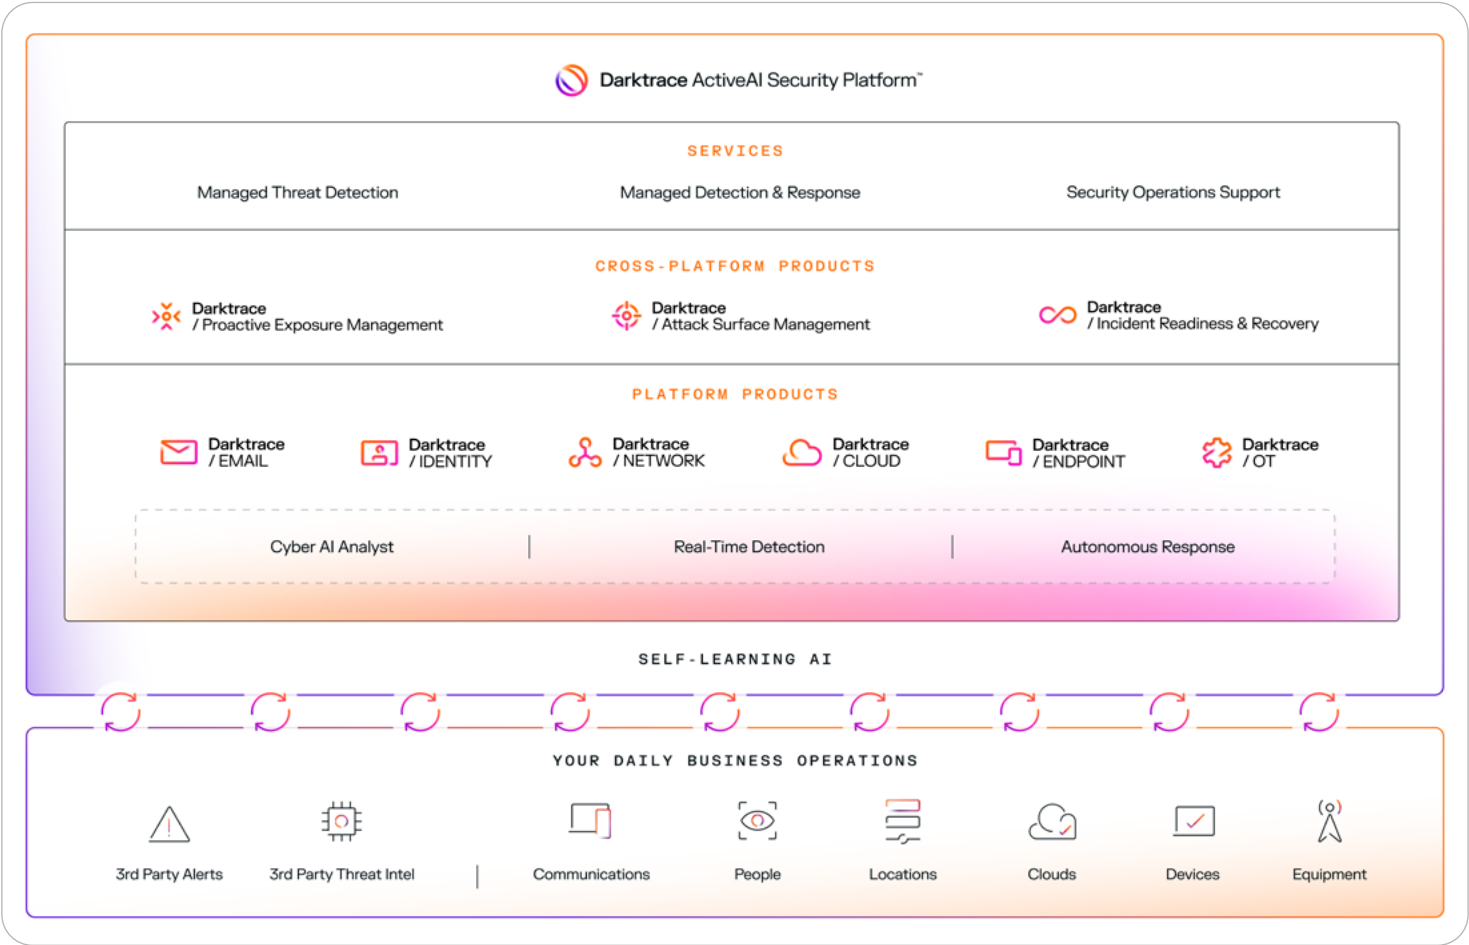 Darktrace ActiveAI Security Platform™
SERVICES
Managed Threat Detection
Managed Detection & Response
Security Operations Support
CROSS-PLATFORM PRODUCTS
Darktrace
/ Proactive Exposure Management
Darktrace
/ Attack Surface Management
Darktrace
/ Incident Readiness & Recovery
PLATFORM PRODUCTS
Darktrace
/ EMAIL
Darktrace
/ IDENTITY
Darktrace
/ NETWORK
Darktrace
/ CLOUD
Darktrace
/ ENDPOINT
Darktrace
/ OT
Cyber AI Analyst
Real-Time Detection
Autonomous Response
SELF-LEARNING AI
YOUR DAILY BUSINESS OPERATIONS
3rd Party Alerts
3rd Party Threat Intel
Communications
People
Locations
Clouds
Devices
Equipment